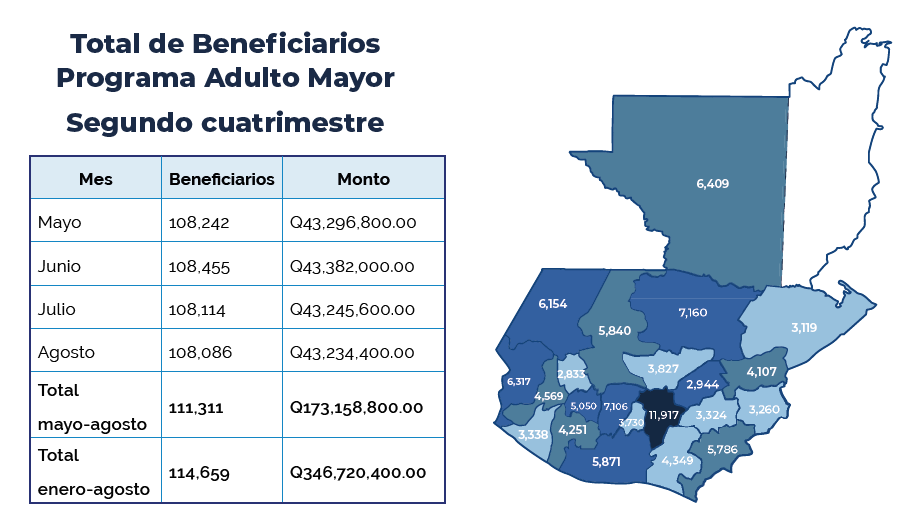 Total de Beneficiarios
Programa Adulto Mayor
Segundo cuatrimestre
Mes Beneficiarios Monto
Mayo 108,242 Q43,296,800.00
Junio 108,455 Q43,382,000.00
Julio 108,114 Q43,245,600.00
Agosto 108,086 Q43,234,400.00
Total
mayo-agosto 111,311 Q173,158,800.00
Total
enero-agosto 114,659 Q346,720,400.00
6,409
6,154
7,160
5,840
3,119
6,317
2,833
3,827
4,107
2,944
4,569
5,050
7,106
11,917
3,324
3,260
3,730
3,338
4,251
5,786
5,871
4,349